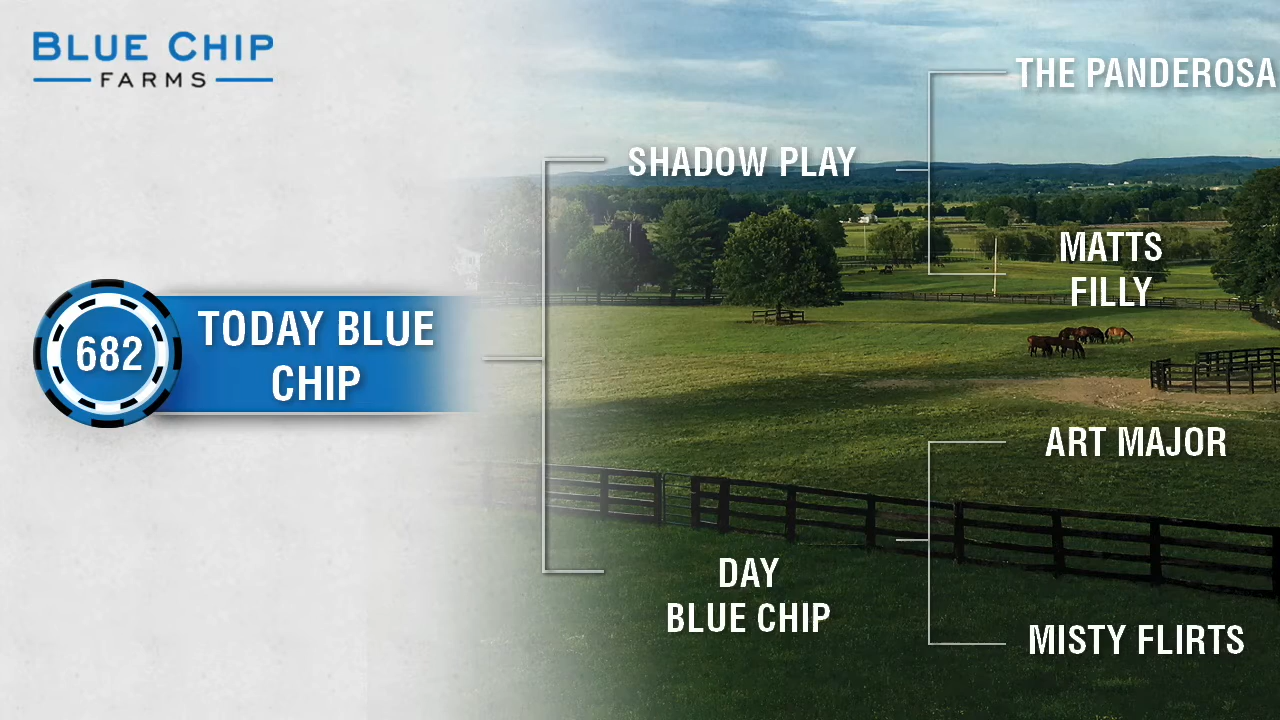 BLUE CHIP
FARMS
THE PANDEROSA
SHADOW PLAY
MATTS
FILLY
682
TODAY BLUE
CHIP
ART MAJOR
DAY
BLUE CHIP
MISTY FLIRTS